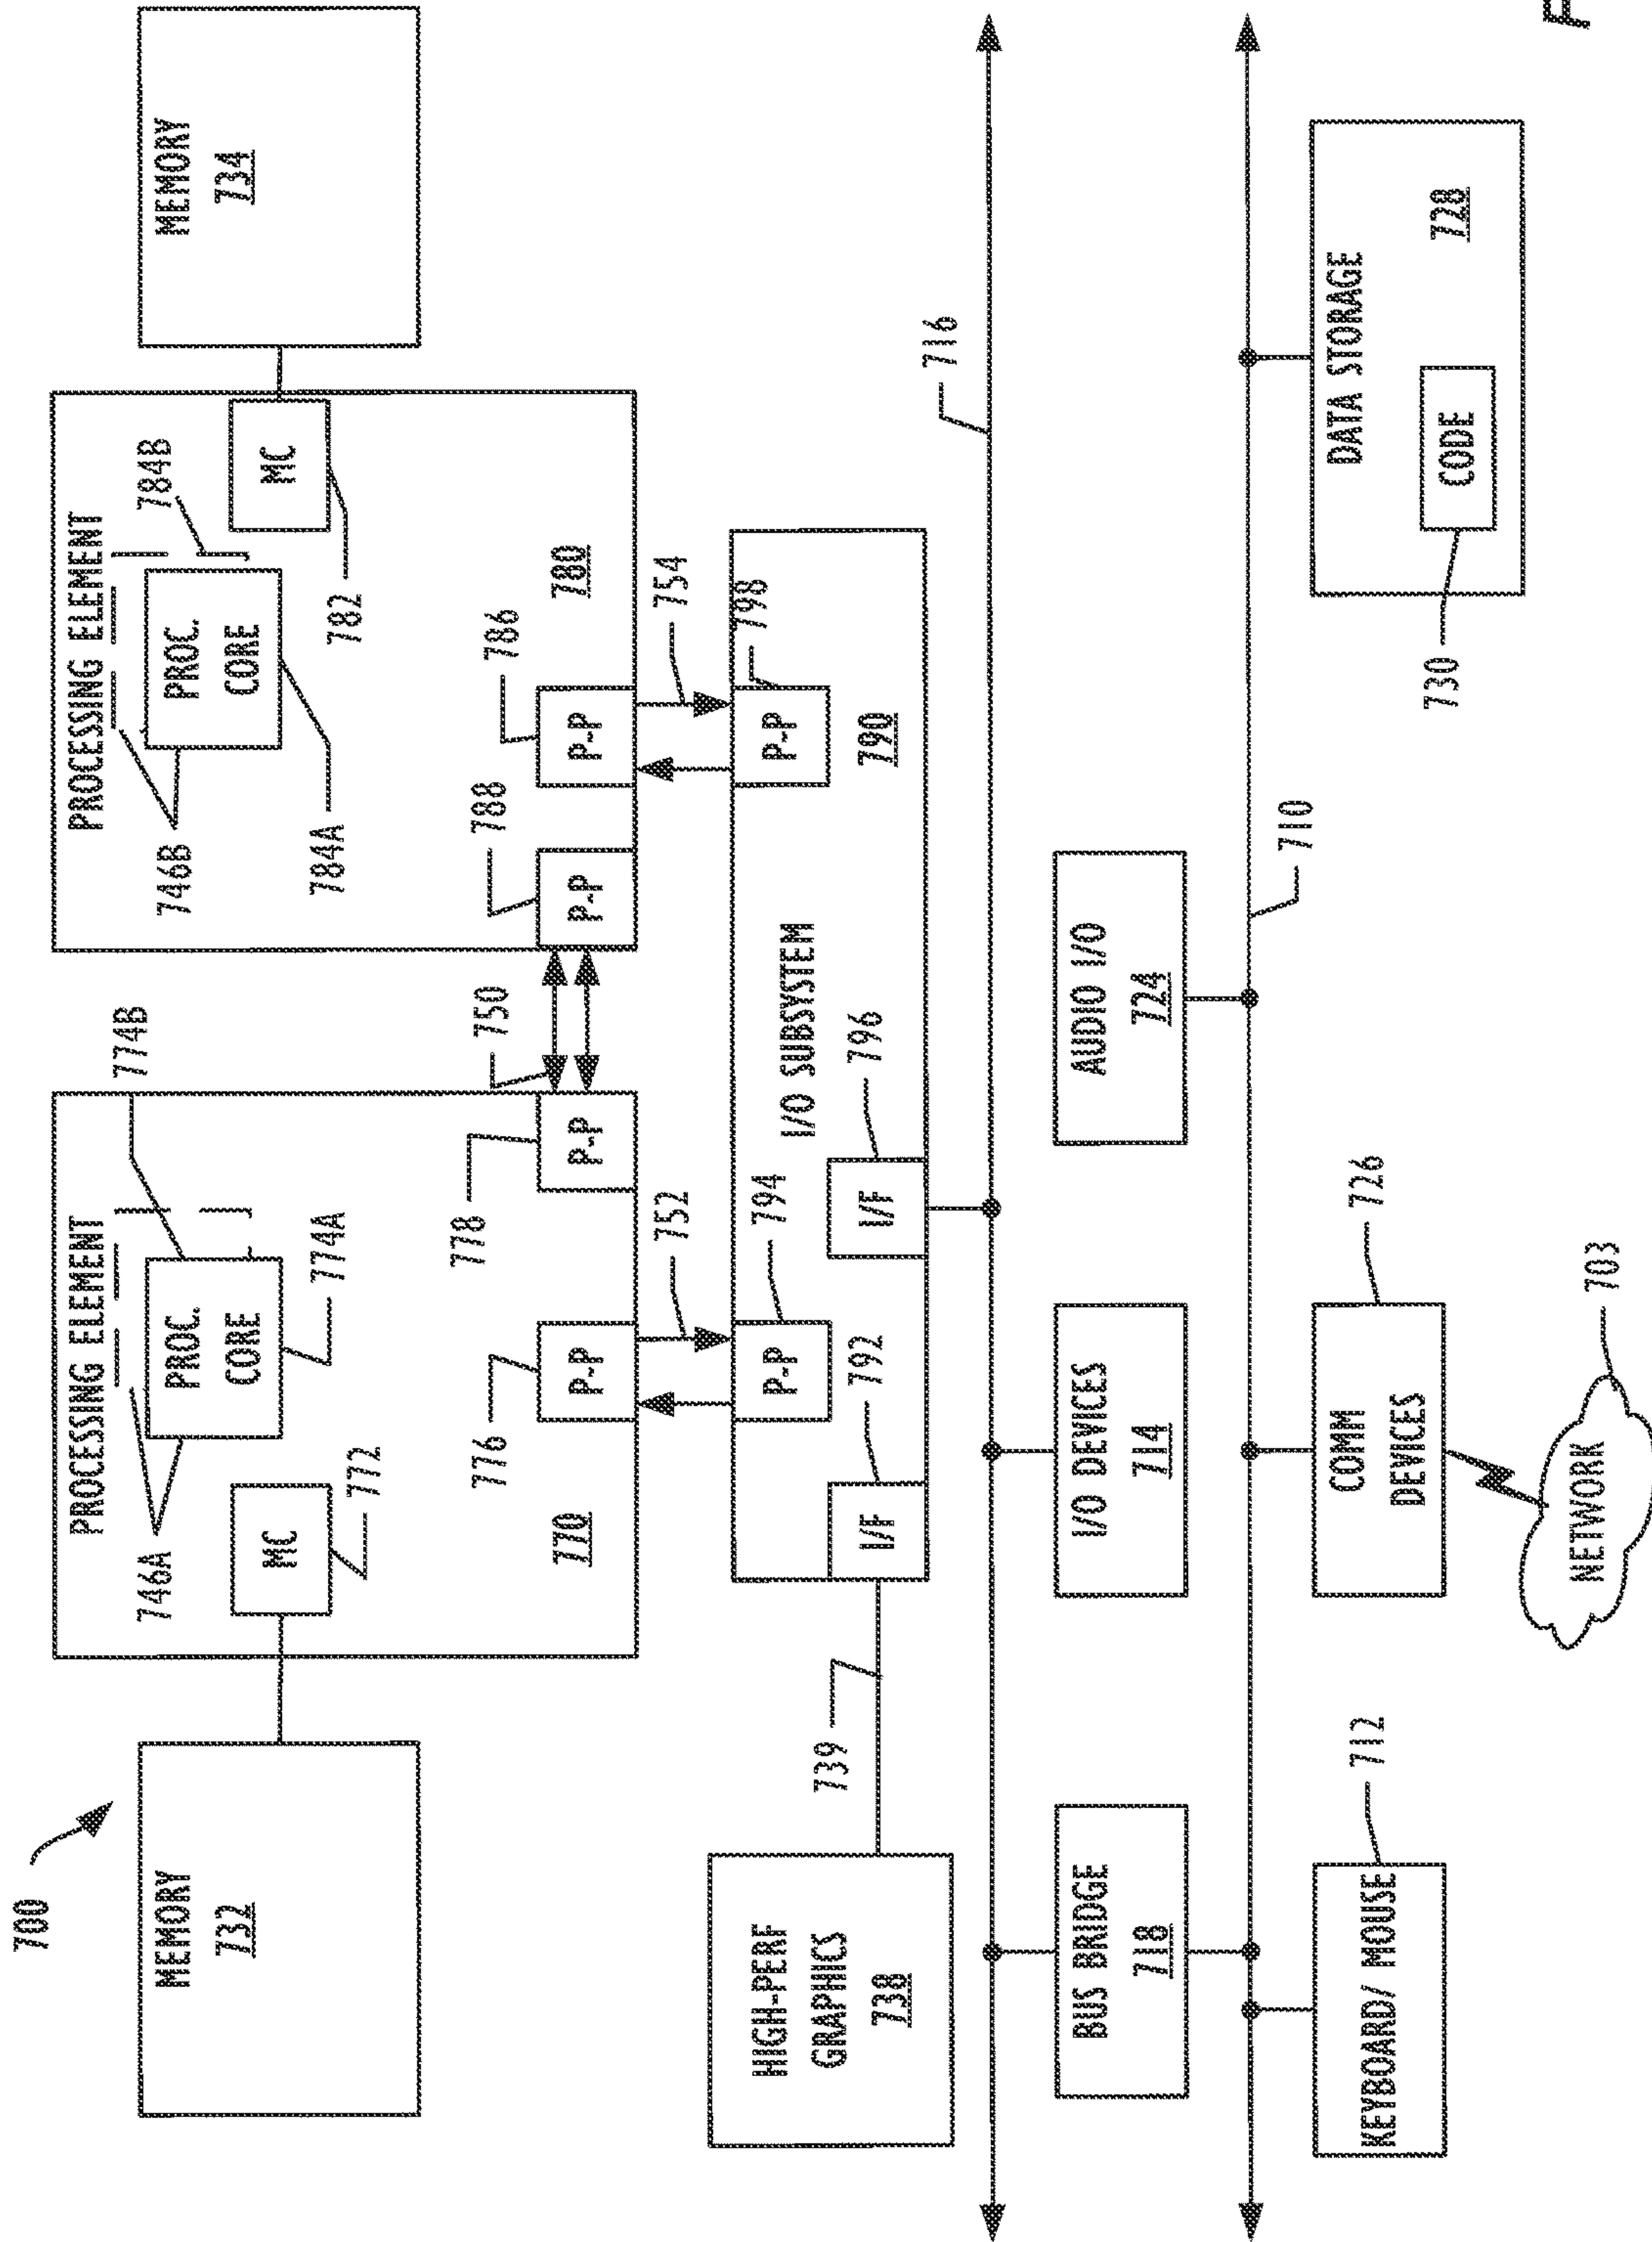 700
MEMORY
732
PROCESSING ELEMENT
746A
PROC.
CORE
774A
774B
MC
772
770
776
P-P
778
P-P
750
PROCESSING ELEMENT
746B
PROC.
CORE
784A
784B
MC
782
780
788
P-P
786
P-P
MEMORY
734
752
754
HIGH-PERF
GRAPHICS
738
739
I/O SUBSYSTEM
790
P-P
794
P-P
798
I/F
792
I/F
796
716
BUS BRIDGE
718
I/O DEVICES
714
AUDIO I/O
724
710
KEYBOARD/ MOUSE
712
COMM
DEVICES
726
NETWORK
703
DATA STORAGE
728
CODE
730